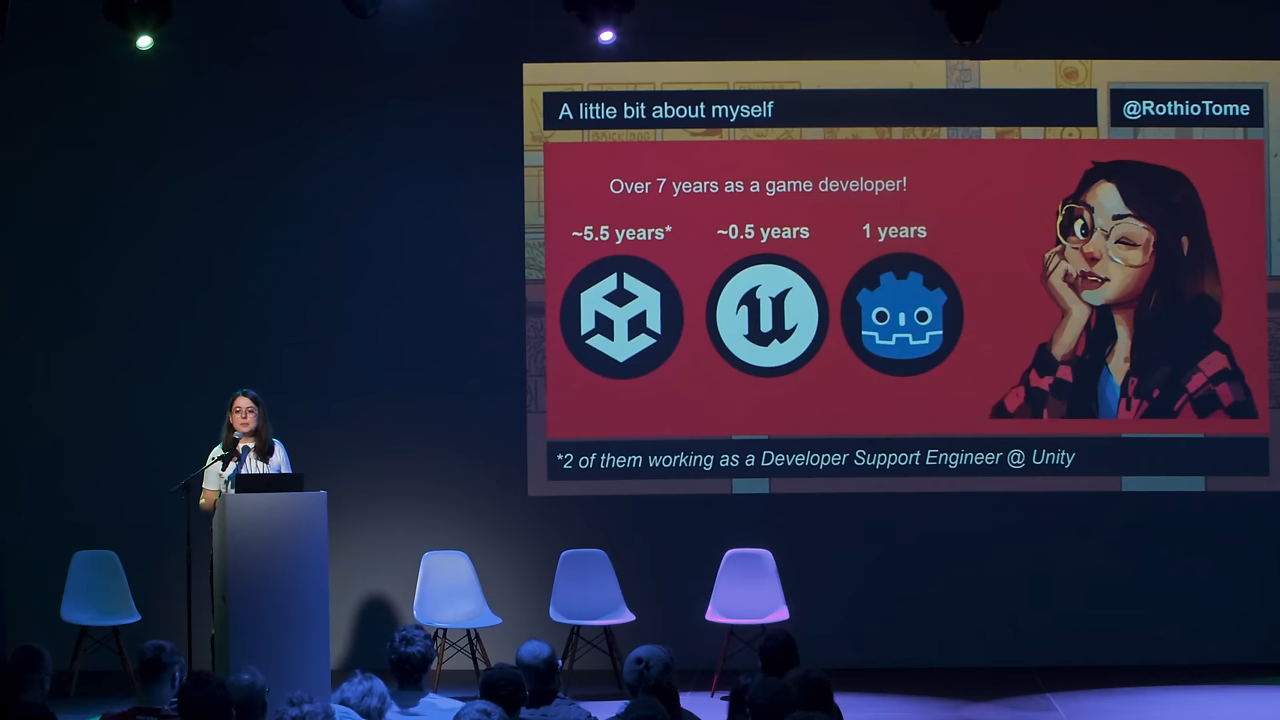 A little bit about myself
@RothioTome
Over 7 years as a game developer!
~5.5 years*
~0.5 years
1 years
*2 of them working as a Developer Support Engineer @ Unity